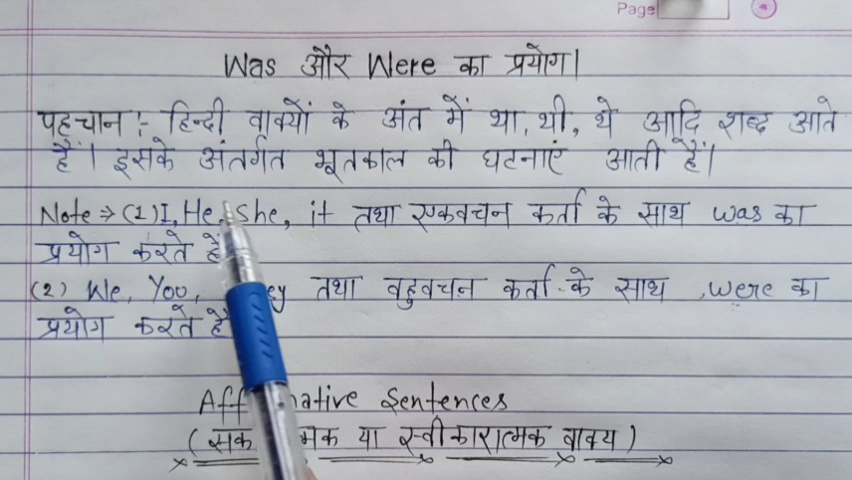 Page
Was और Were का प्रयोग।
पहचान :- हिन्दी वाक्यों के अंत में था, थी, थे आदि शब्द आते
हैं। इसके अंतर्गत भूतकाल की घटनाएं आती हैं।
Note ⇒ (1) I, He, She, it तथा एकवचन कर्ता के साथ was का
प्रयोग करते हैं
(2) We, You, तथा बहुवचन कर्ता के साथ were का
प्रयोग करते है
Sentences
या स्वीकारात्मक वाक्य)